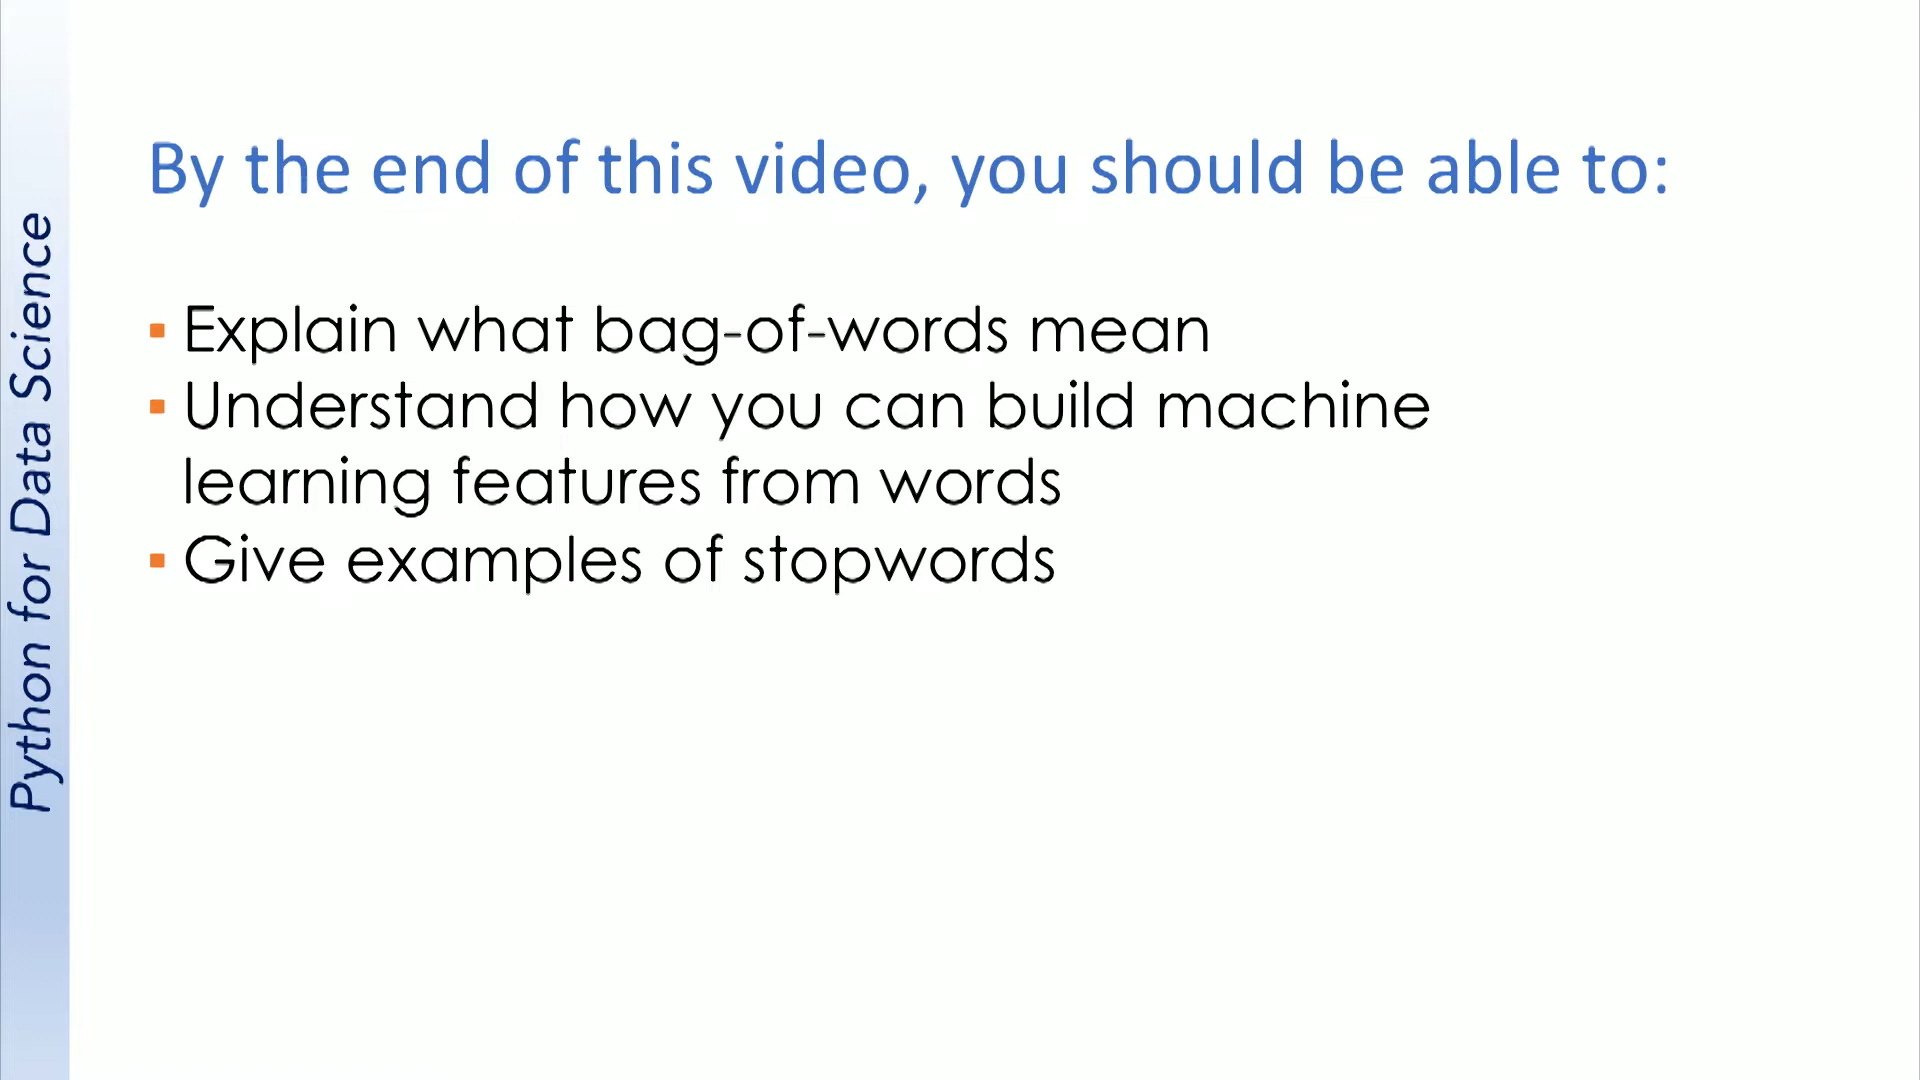 Python for Data Science
By the end of this video, you should be able to:
▪ Explain what bag-of-words mean
▪ Understand how you can build machine
learning features from words
▪ Give examples of stopwords